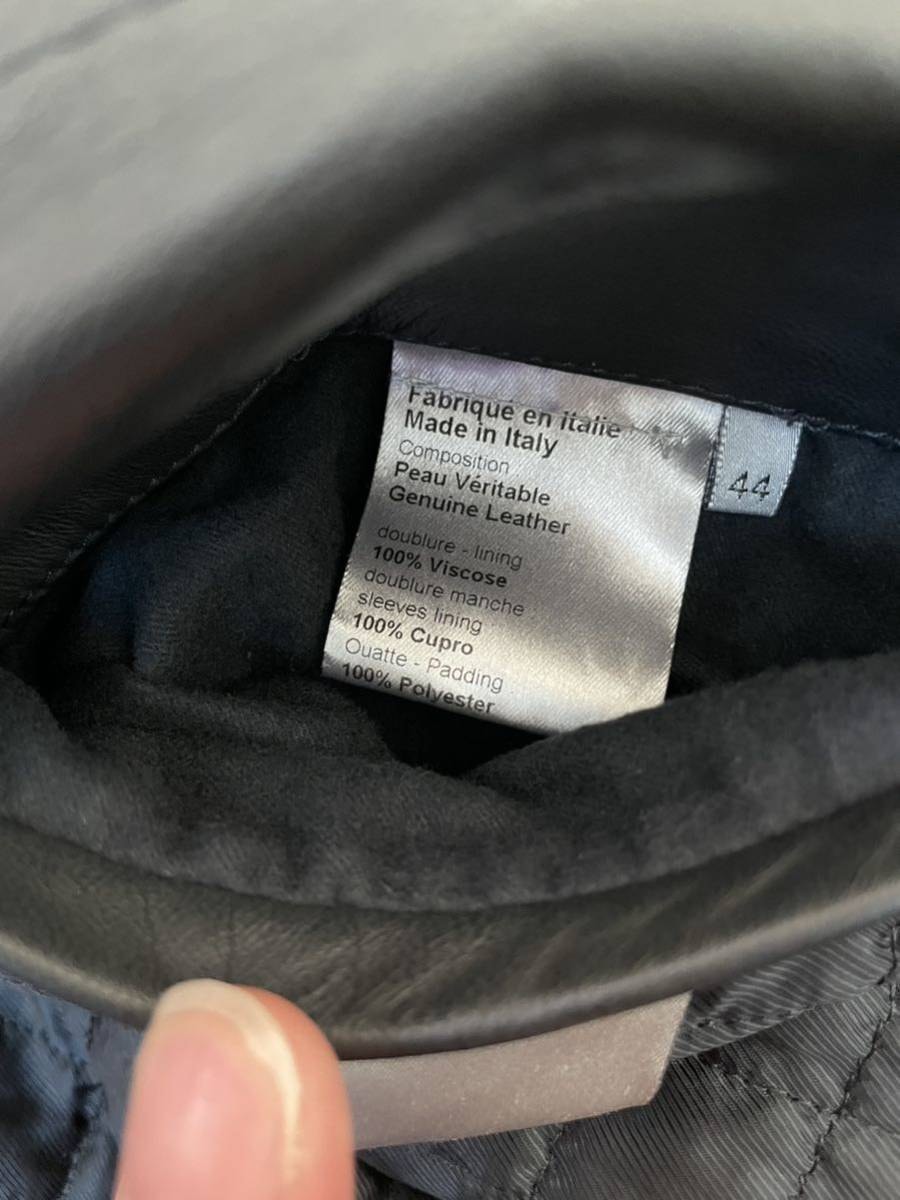 Fabriqué en Italie
Made in Italy
Composition
Peau Véritable
Genuine Leather
doublure - lining
100% Viscose
doublure manche
sleeves lining
100% Cupro
Ouatte - Padding
100% Polyester
44